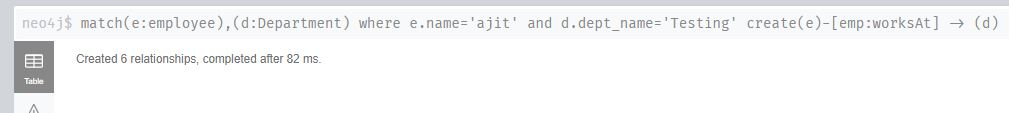 neo4j$ match(e:employee),(d:Department) where e.name='ajit' and d.dept_name='Testing' create(e)-[emp:worksAt] → (d)
Table
Created 6 relationships, completed after 82 ms.